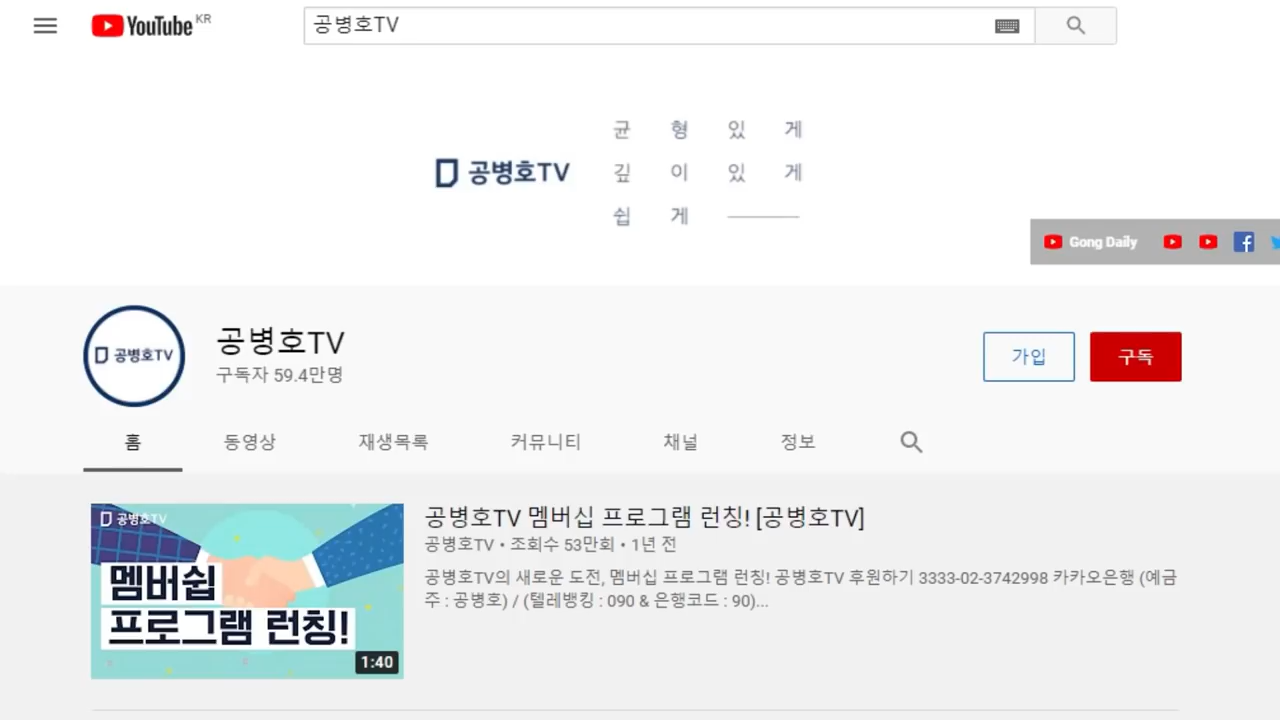 YouTube KR
공병호TV
균형있게
공병호TV 깊이있게
쉽게
Gong Daily
공병호TV
공병호TV
구독자 59.4만명
가입
구독
홈 동영상 재생목록 커뮤니티 채널 정보
공병호TV
멤버쉽
프로그램 런칭!
1:40
공병호TV 멤버십 프로그램 런칭! [공병호TV]
공병호TV • 조회수 53만회 • 1년 전
공병호TV의 새로운 도전, 멤버십 프로그램 런칭! 공병호TV 후원하기 3333-02-3742998 카카오은행 (예금
주 : 공병호) / (텔레뱅킹 : 090 & 은행코드 : 90)...